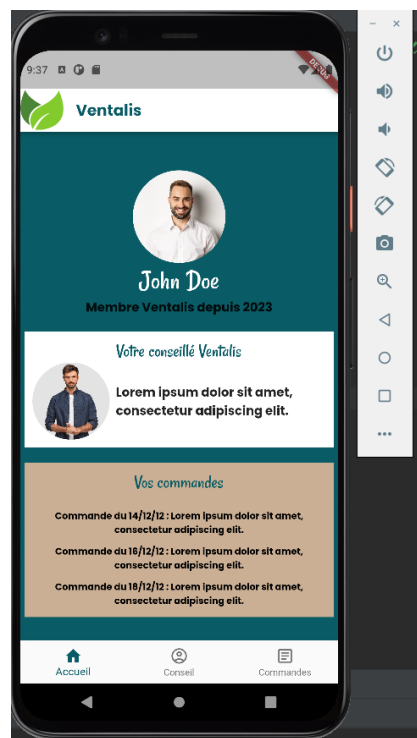 9:37
DEBUG
Ventalis
John Doe
Membre Ventalis depuis 2023
Votre conseillé Ventalis
Lorem ipsum dolor sit amet,
consectetur adipiscing elit.
Vos commandes
Commande du 14/12/12 : Lorem ipsum dolor sit amet,
consectetur adipiscing elit.
Commande du 16/12/12 : Lorem ipsum dolor sit amet,
consectetur adipiscing elit.
Commande du 18/12/12 : Lorem ipsum dolor sit amet,
consectetur adipiscing elit.
Accueil
Conseil
Commandes